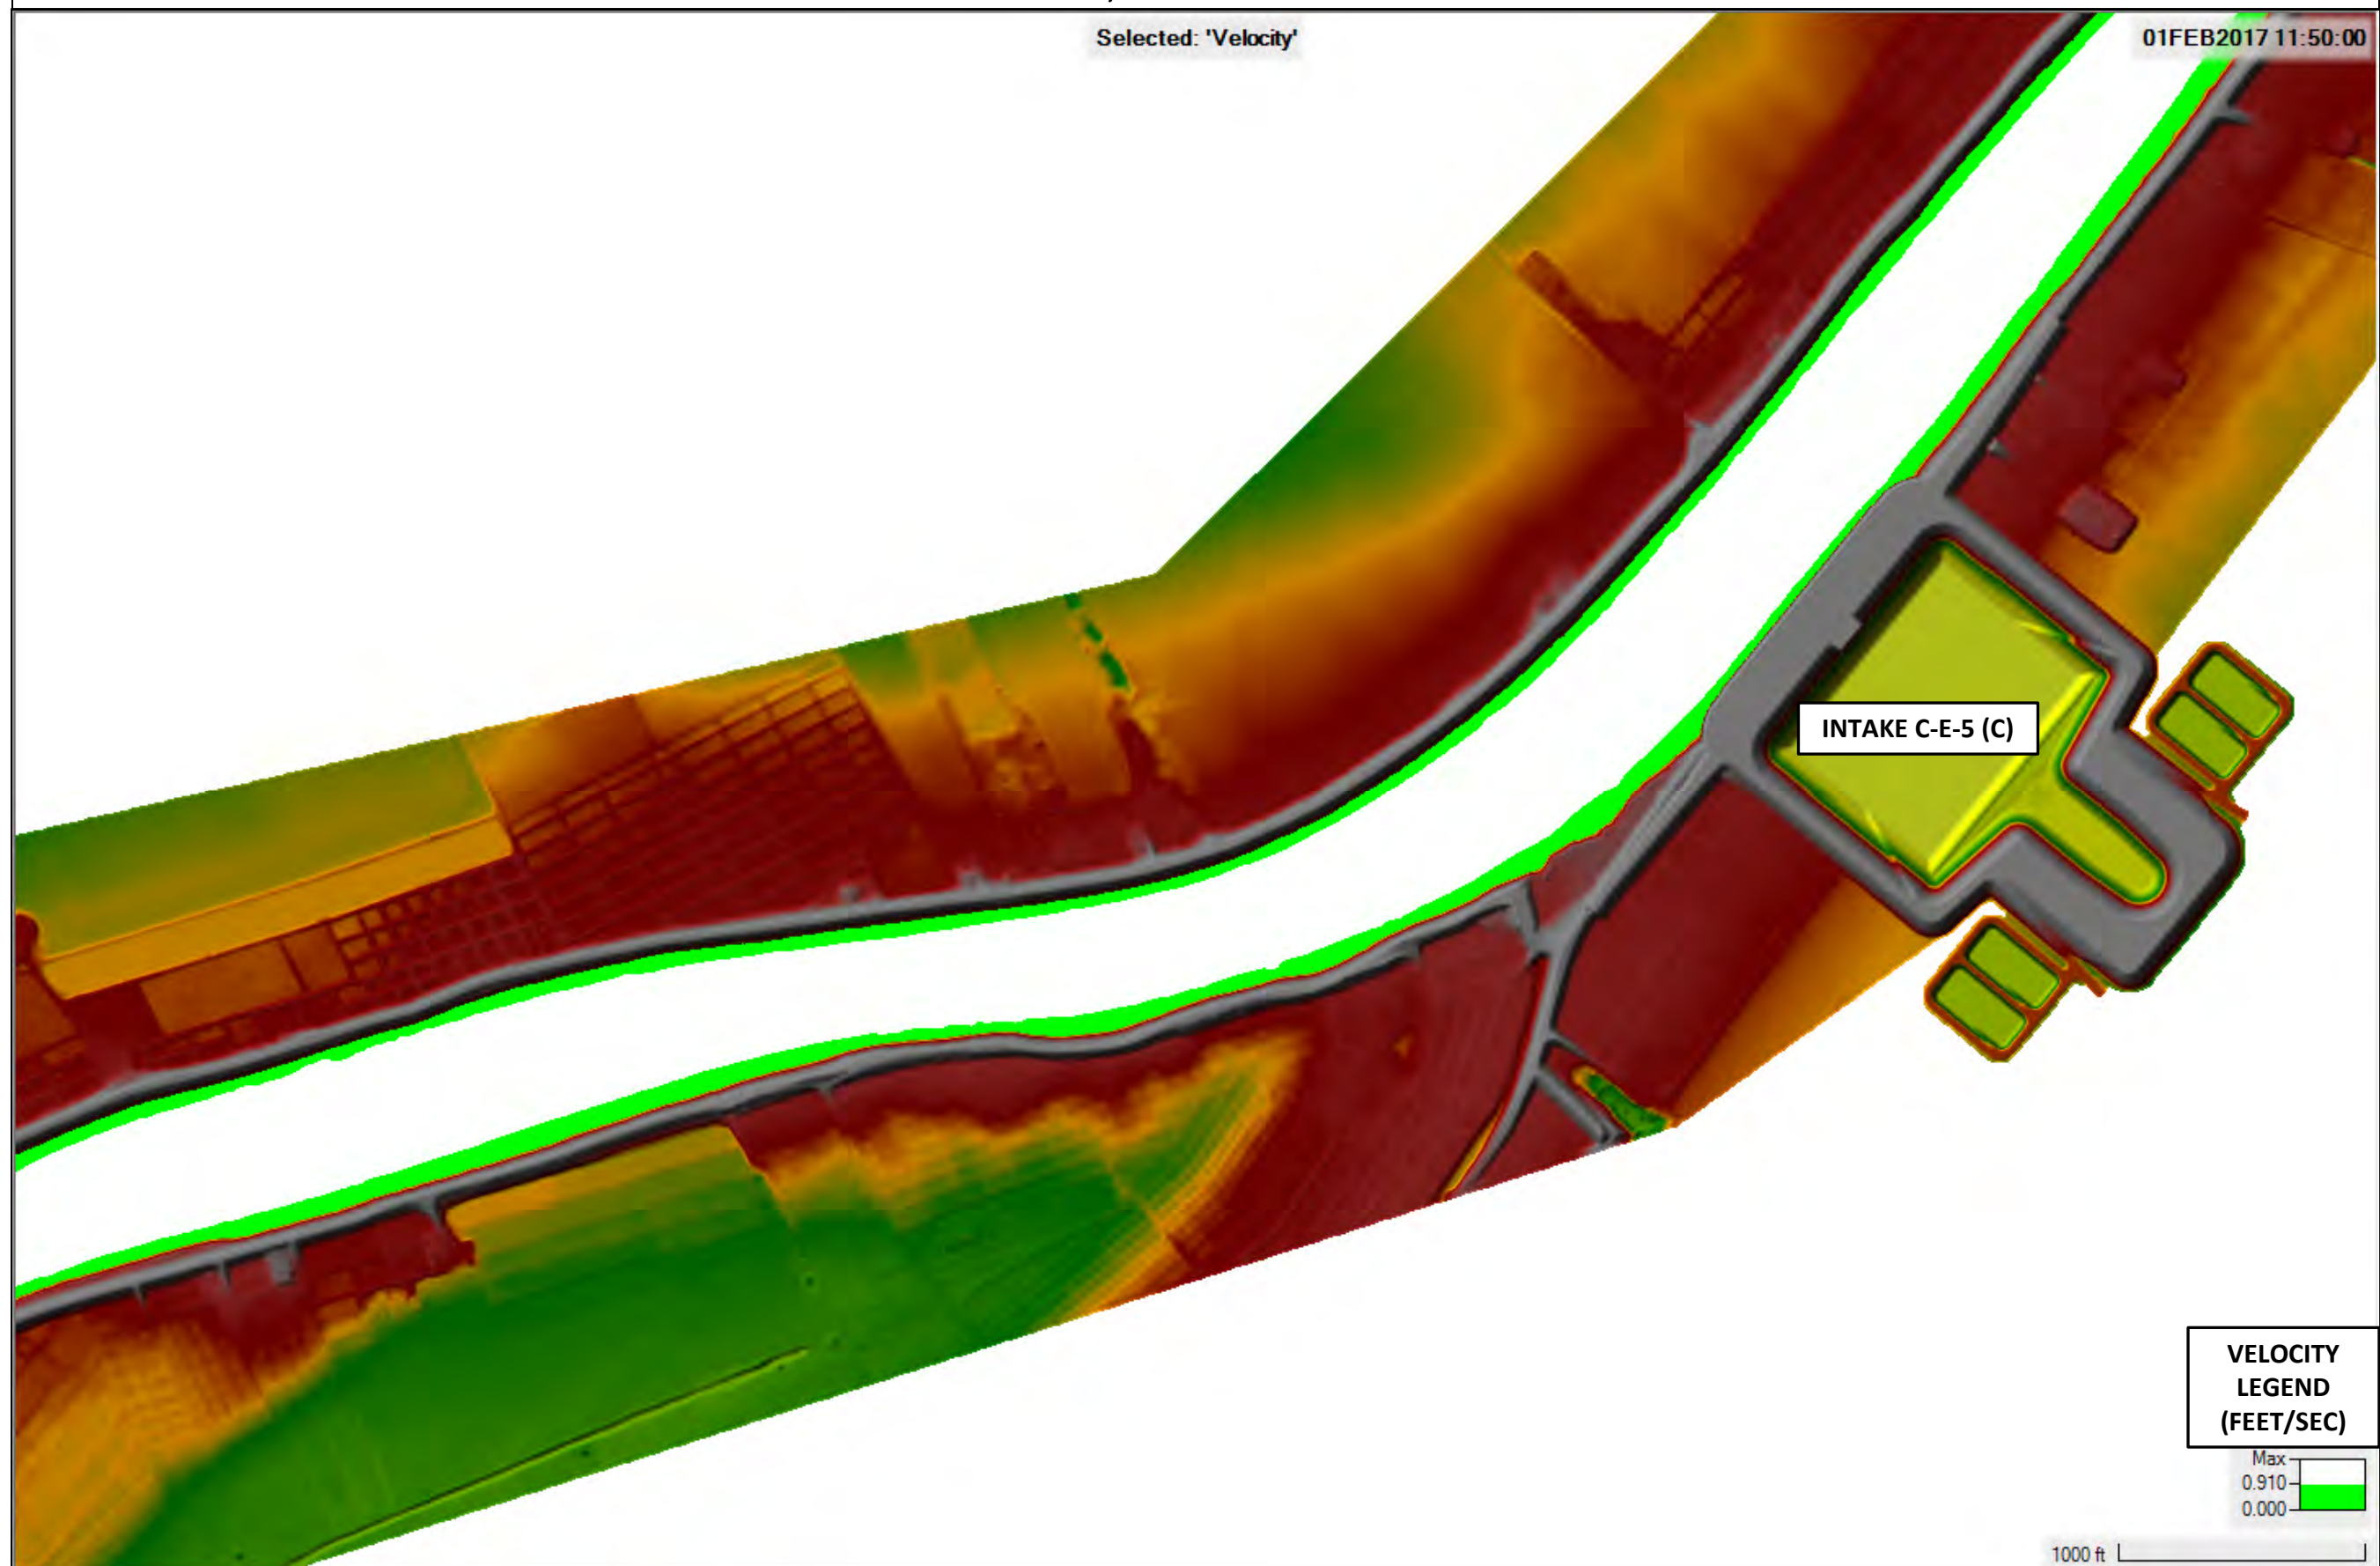 Selected: 'Velocity'
01FEB2017 11:50:00
INTAKE C-E-5 (C)
VELOCITY
LEGEND
(FEET/SEC)
Max
0.910
0.000
1000 ft